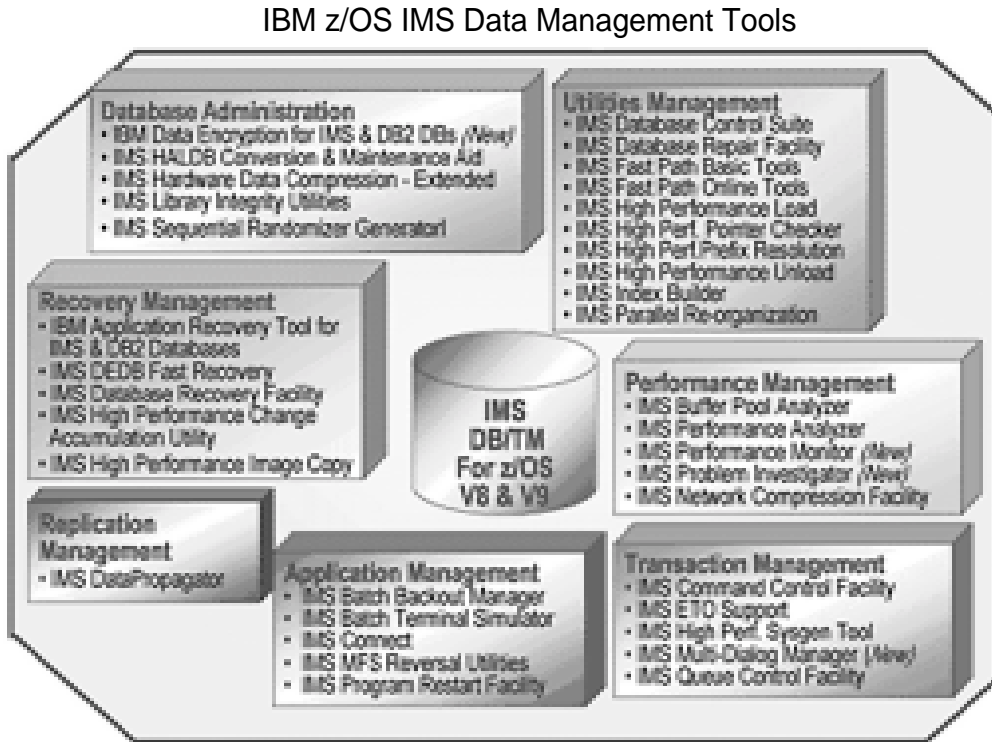 IBM z/OS IMS Data Management Tools
Database Administration
• IBM Data Encryption for IMS & DB2 DBs (New)
• IMS HALDB Conversion & Maintenance Aid
• IMS Hardware Data Compression - Extended
• IMS Library Integrity Utilities
• IMS Sequential Randomizer Generatorl
Utilities Management
• IMS Database Control Suite
• IMS Database Repair Facility
• IMS Fast Path Basic Tools
• IMS Fast Path Online Tools
• IMS High Performance Load
• IMS High Perf. Pointer Checker
• IMS High Perf.Prefix Resolution
• IMS High Performance Unload
• IMS Index Builder
• IMS Parallel Re-organization
Recovery Management
• IBM Application Recovery Tool for
IMS & DB2 Databases
• IMS DEDB Fast Recovery
• IMS Database Recovery Facility
• IMS High Performance Change
Accumulation Utility
• IMS High Performance Image Copy
IMS
DB/TM
For z/OS
V8 & V9
Performance Management
• IMS Buffer Pool Analyzer
• IMS Performance Analyzer
• IMS Performance Monitor (New)
• IMS Problem Investigator (New)
• IMS Network Compression Facility
Replication
Management
• IMS DataPropagator
Application Management
• IMS Batch Backout Manager
• IMS Batch Terminal Simulator
• IMS Connect
• IMS MFS Reversal Utilities
• IMS Program Restart Facility
Transaction Management
• IMS Command Control Facility
• IMS ETO Support
• IMS High Perf. Sysgen Tool
• IMS Multi-Dialog Manager (New)
• IMS Queue Control Facility